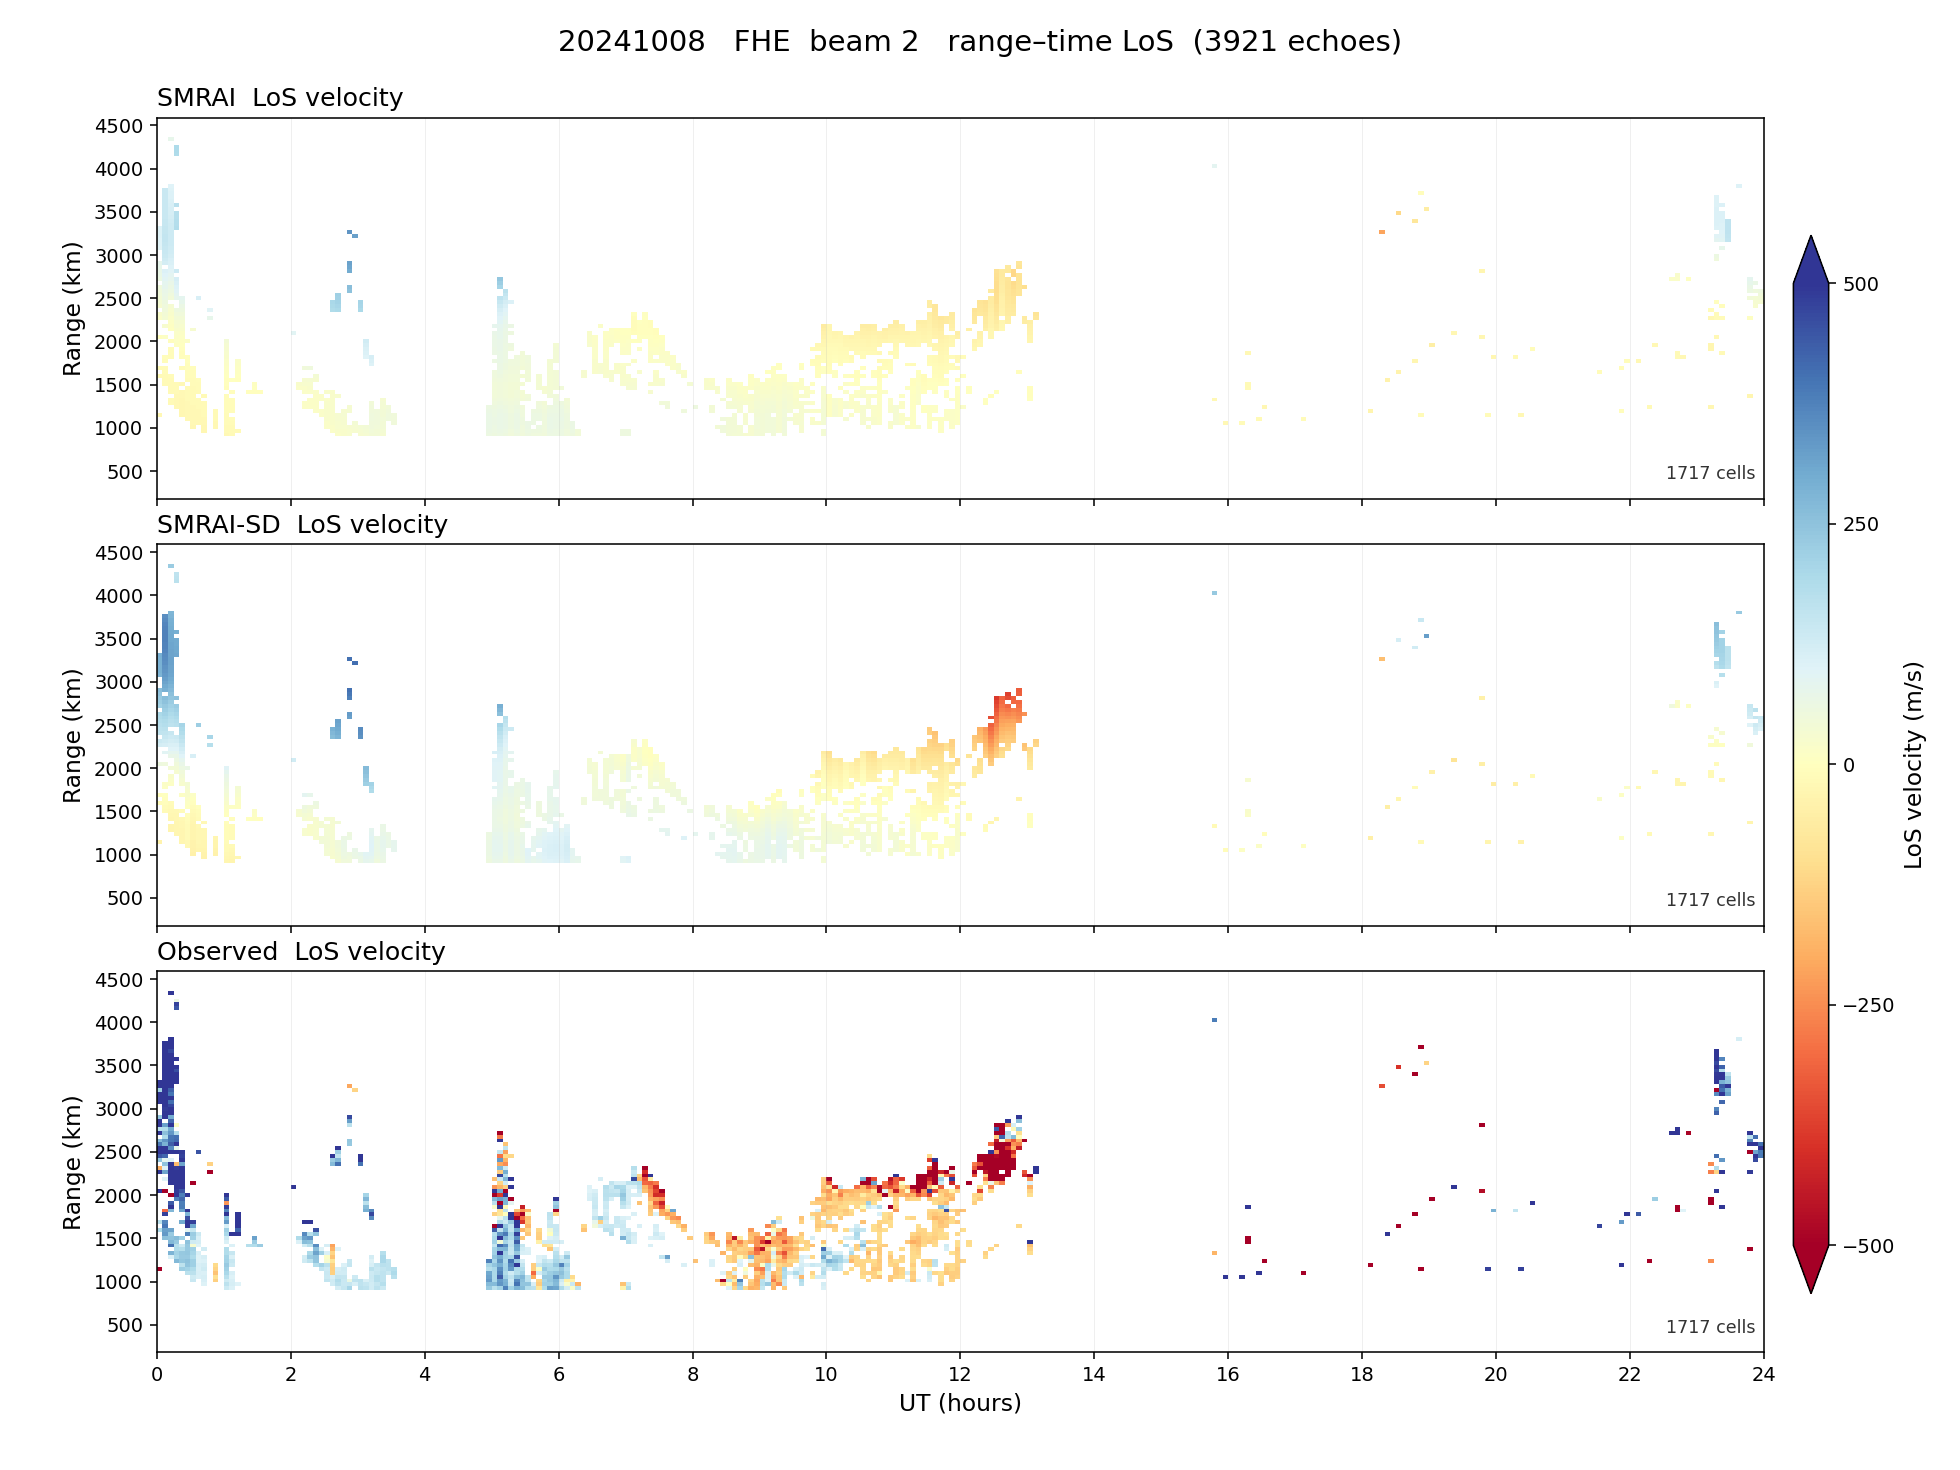 20241008   FHE  beam 2   range–time LoS  (3921 echoes)
SMRAI  LoS velocity
4500
4000
3500
3000
2500
2000
1500
1000
500
Range (km)
1717 cells
SMRAI-SD  LoS velocity
4500
4000
3500
3000
2500
2000
1500
1000
500
Range (km)
1717 cells
Observed  LoS velocity
4500
4000
3500
3000
2500
2000
1500
1000
500
Range (km)
1717 cells
0 2 4 6 8 10 12 14 16 18 20 22 24
UT (hours)
500
250
0
−250
−500
LoS velocity (m/s)